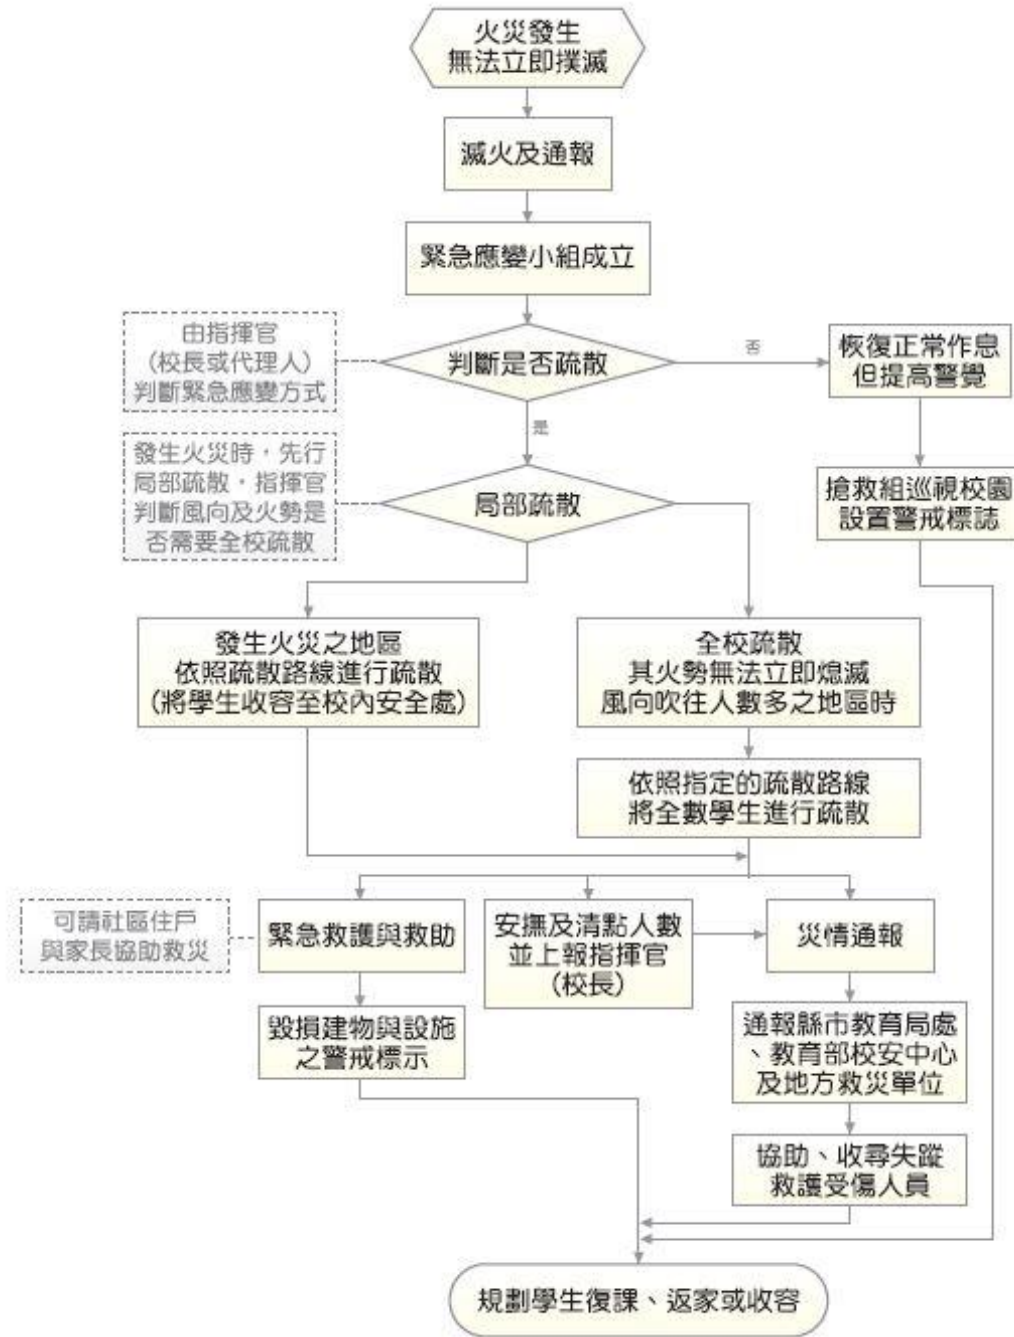 火災發生
無法立即撲滅
滅火及通報
緊急應變小組成立
由指揮官
（校長或代理人）
判斷緊急應變方式
判斷是否疏散
否
恢復正常作息
但提高警覺
是
發生火災時，先行
局部疏散，指揮官
判斷風向及火勢是
否需要全校疏散
局部疏散
搶救組巡視校園
設置警戒標誌
發生火災之地區
依照疏散路線進行疏散
(將學生收容至校內安全處)
全校疏散
其火勢無法立即熄滅
風向吹往人數多之地區時
依照指定的疏散路線
將全數學生進行疏散
可請社區住戶
與家長協助救災
緊急救護與救助
安撫及清點人數
並上報指揮官
(校長)
災情通報
毀損建物與設施
之警戒標示
通報縣市教育局處
、教育部校安中心
及地方救災單位
協助、收尋失蹤
救護受傷人員
規劃學生復課、返家或收容